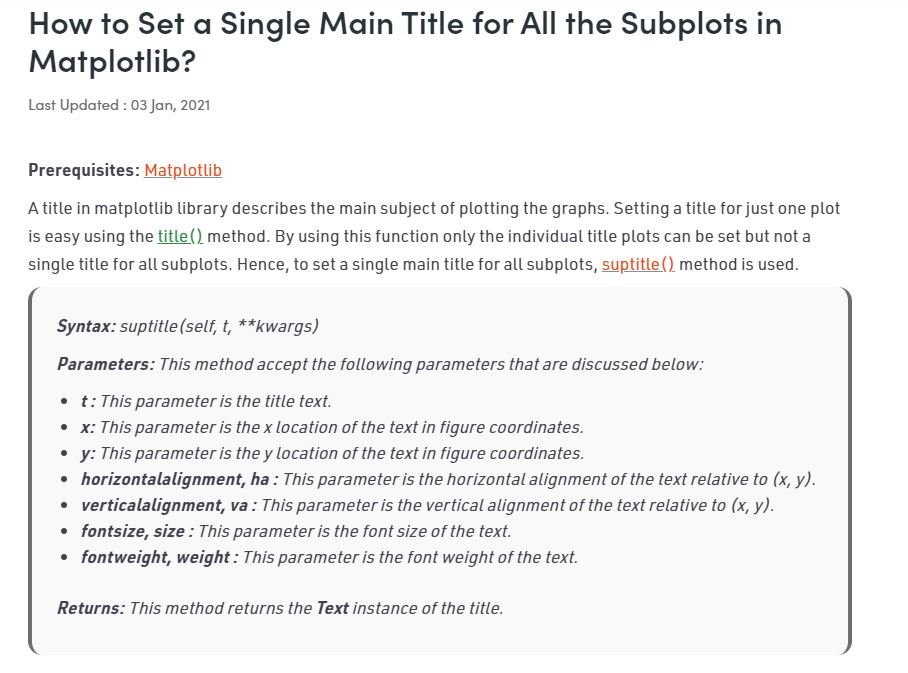 How to Set a Single Main Title for All the Subplots in
Matplotlib?
Last Updated : 03 Jan, 2021
Prerequisites: Matplotlib
A title in matplotlib library describes the main subject of plotting the graphs. Setting a title for just one plot
is easy using the title() method. By using this function only the individual title plots can be set but not a
single title for all subplots. Hence, to set a single main title for all subplots, suptitle() method is used.
Syntax: suptitle(self, t, **kwargs)
Parameters: This method accept the following parameters that are discussed below:
• t : This parameter is the title text.
• x: This parameter is the x location of the text in figure coordinates.
• y: This parameter is the y location of the text in figure coordinates.
• horizontalalignment, ha : This parameter is the horizontal alignment of the text relative to (x, y).
• verticalalignment, va : This parameter is the vertical alignment of the text relative to (x, y).
• fontsize, size : This parameter is the font size of the text.
• fontweight, weight : This parameter is the font weight of the text.
Returns: This method returns the Text instance of the title.